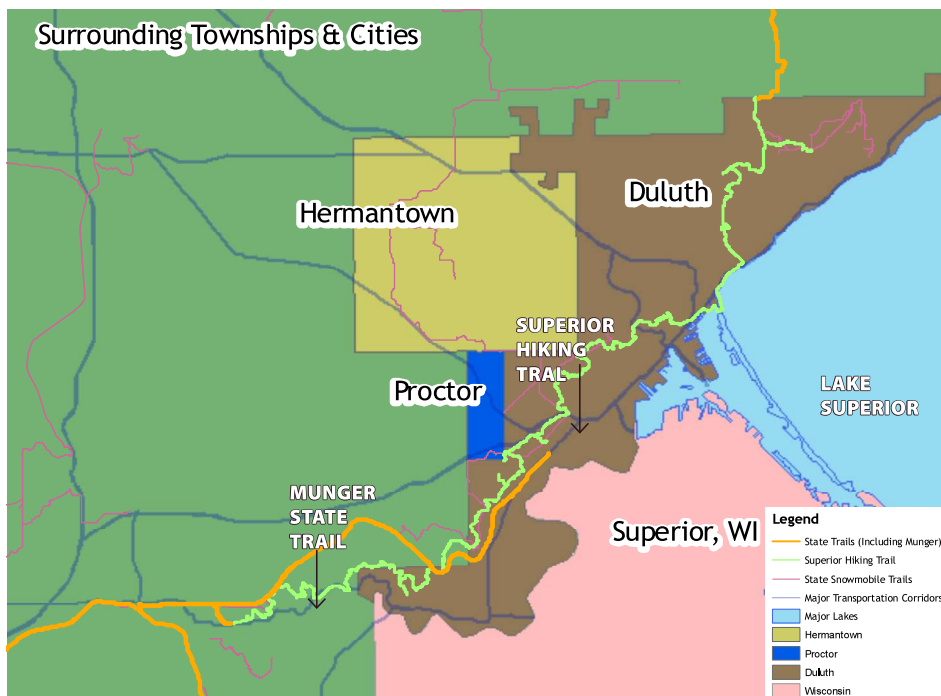 Surrounding Townships & Cities
Duluth
Hermantown
SUPERIOR
HIKING
TRAL
Proctor
LAKE
SUPERIOR
MUNGER
STATE
TRAIL
Superior, WI
Legend
State Trails (Including Munger)
Superior Hiking Trail
State Snowmobile Trails
Major Transportation Corridors
Major Lakes
Hermantown
Proctor
Duluth
Wisconsin